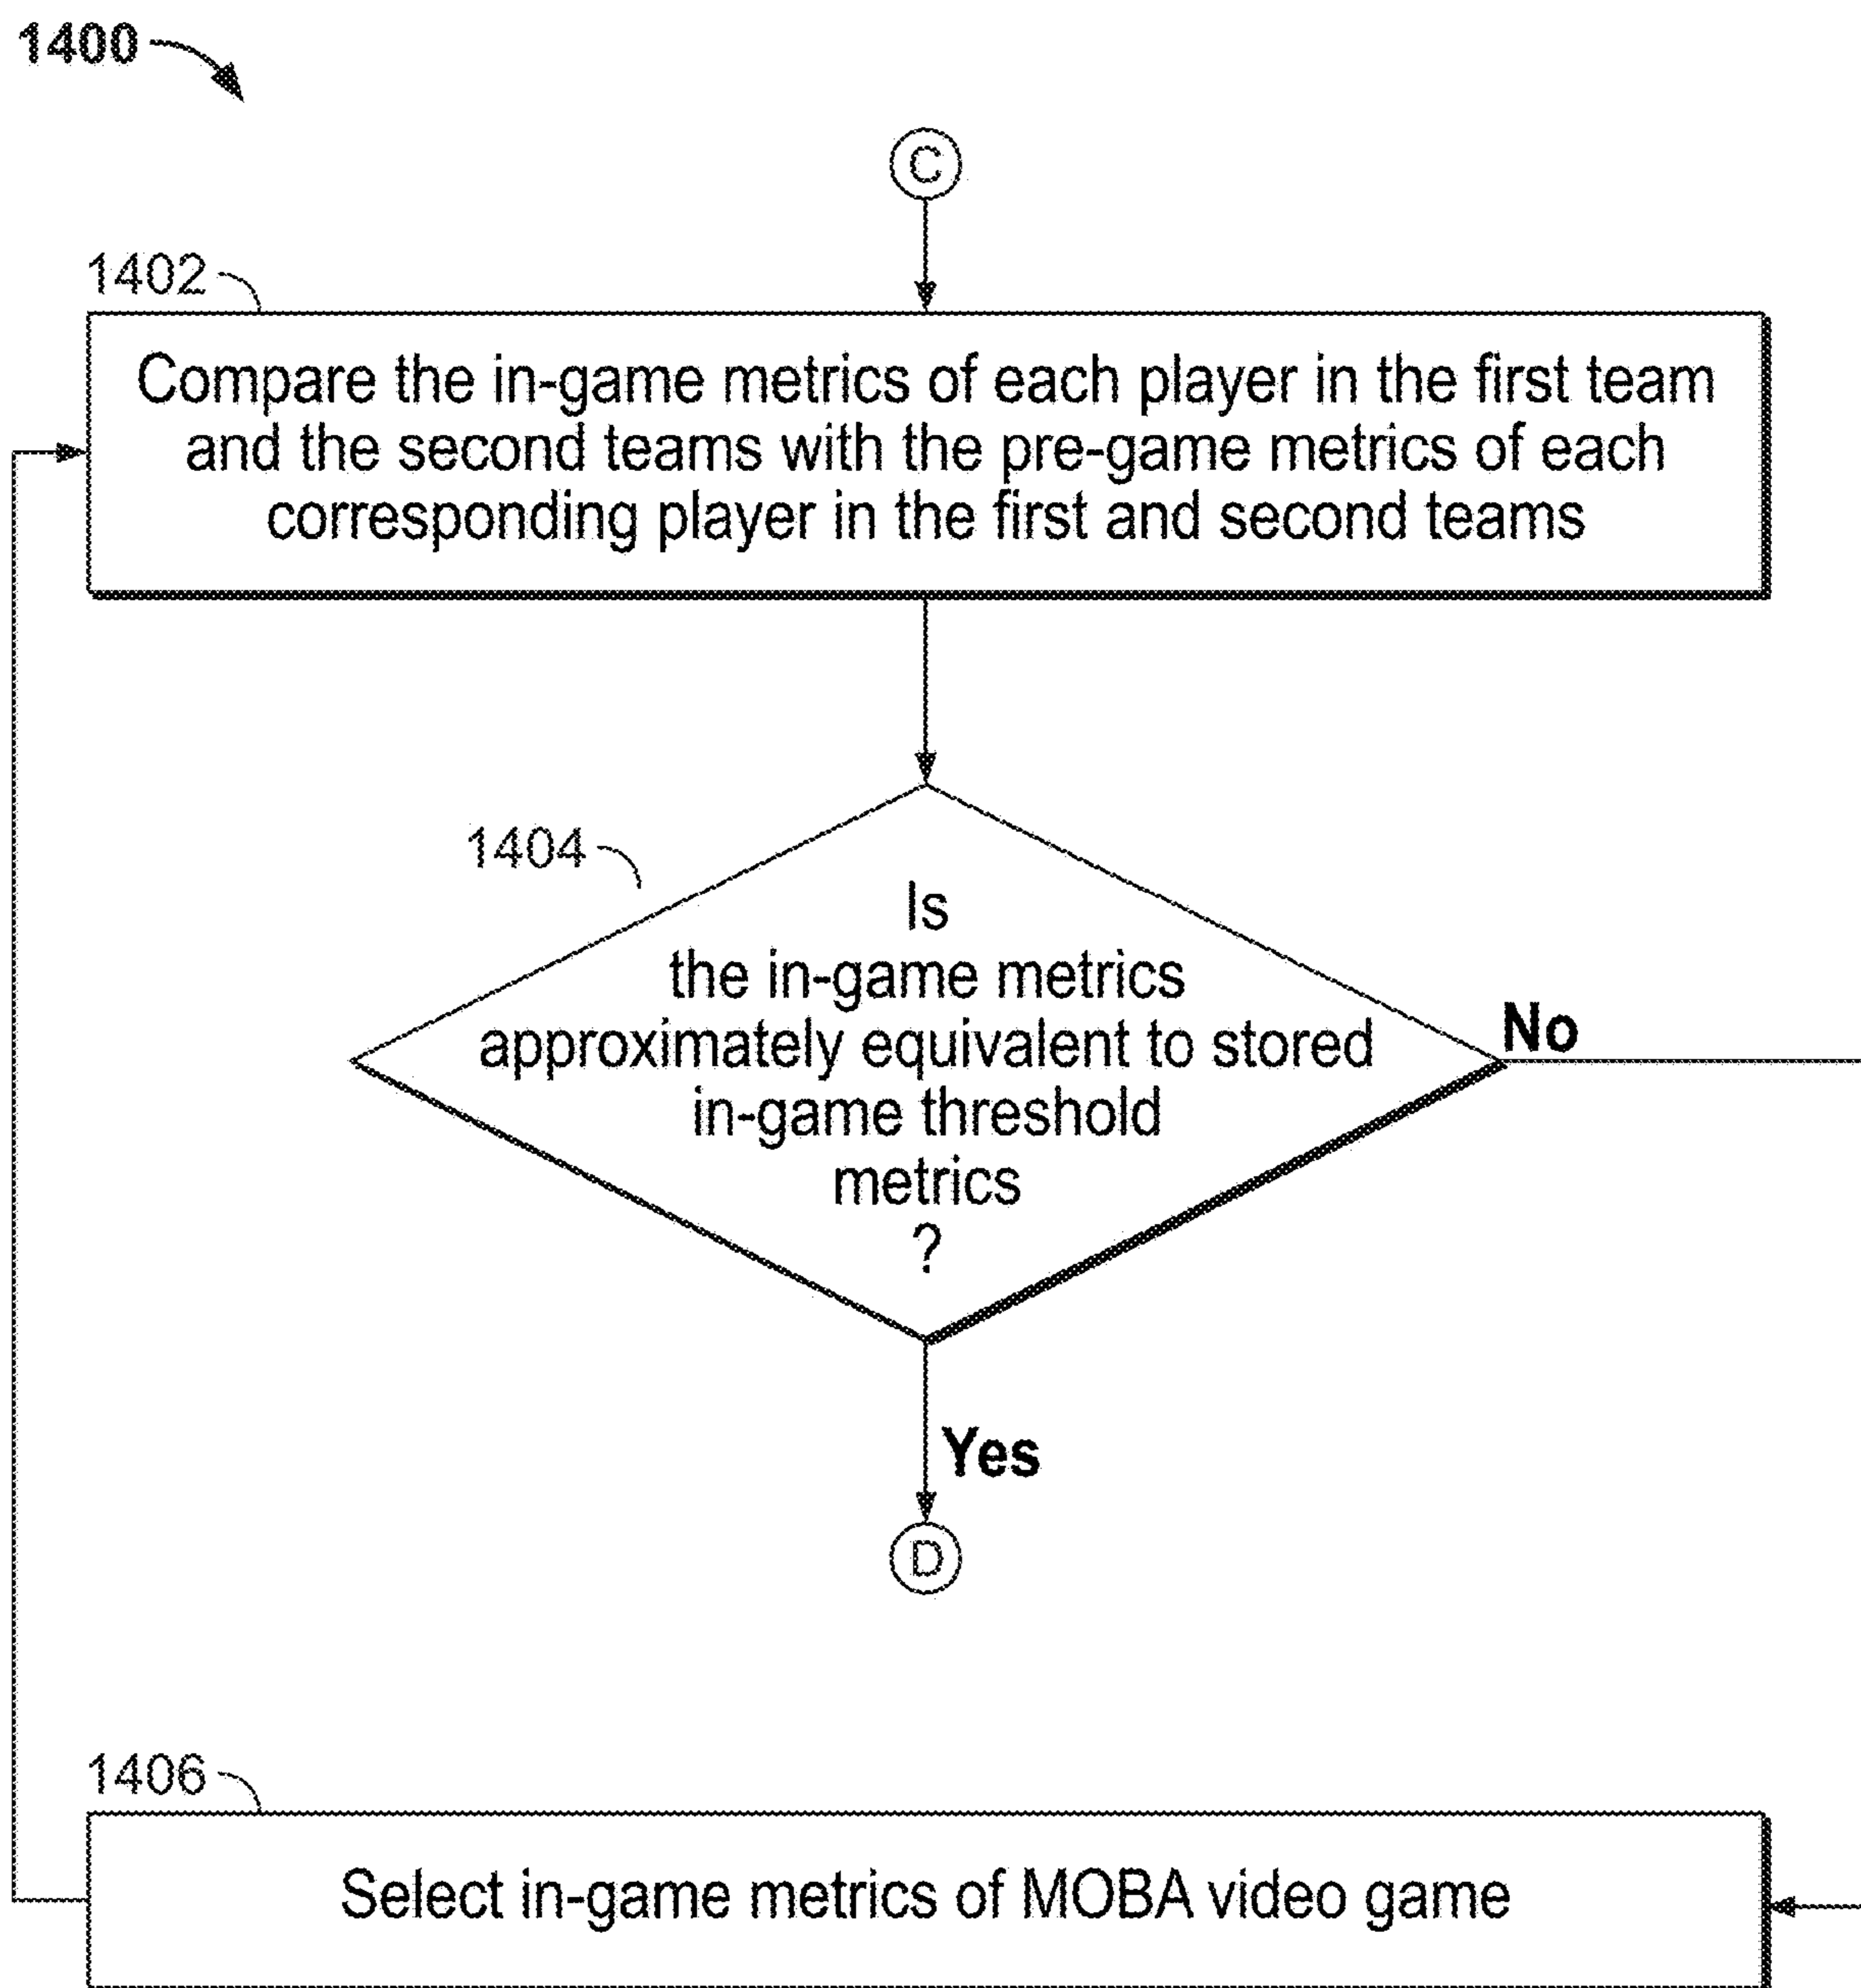 1400
C
1402
Compare the in-game metrics of each player in the first team
and the second teams with the pre-game metrics of each
corresponding player in the first and second teams
1404
Is
the in-game metrics
approximately equivalent to stored
in-game threshold
metrics
?
No
Yes
D
1406
Select in-game metrics of MOBA video game